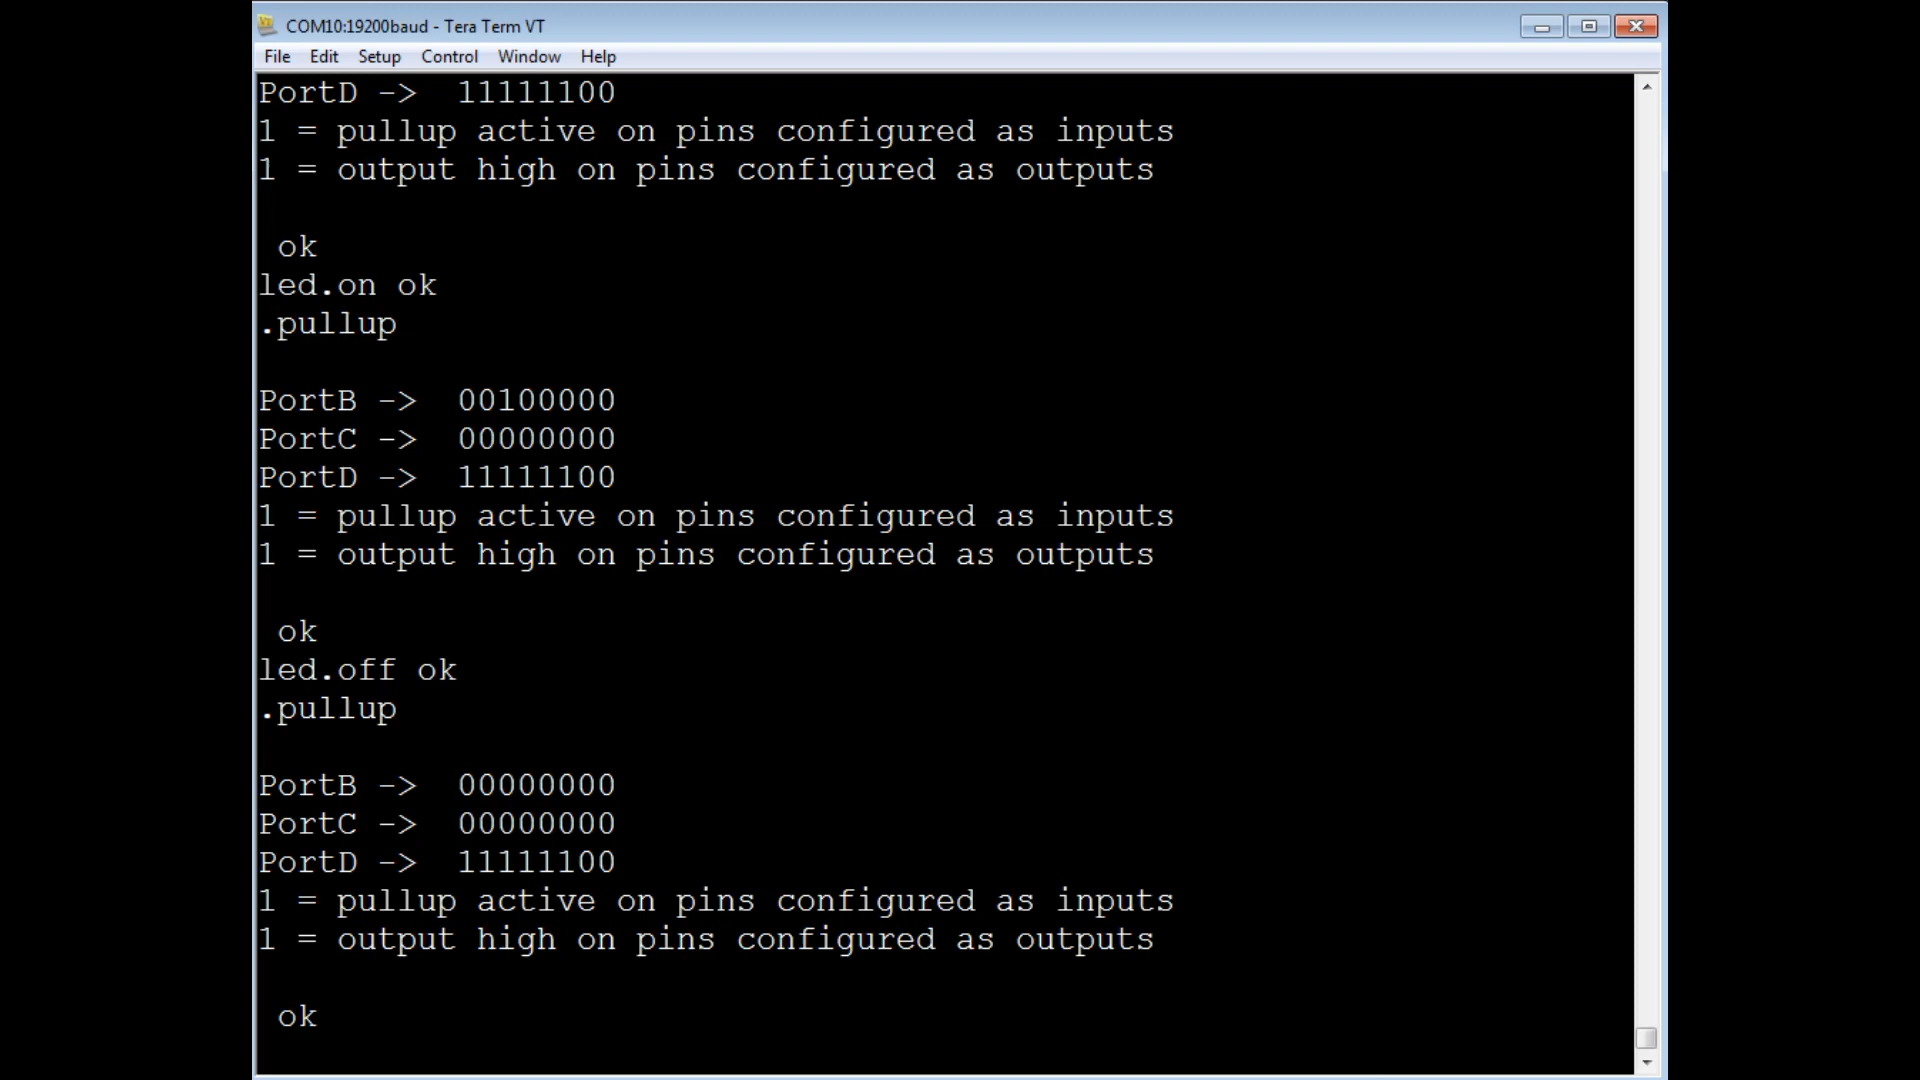 COM10:19200baud - Tera Term VT
File Edit Setup Control Window Help
PortD -> 11111100
1 = pullup active on pins configured as inputs
1 = output high on pins configured as outputs
ok
led.on ok
.pullup
PortB -> 00100000
PortC -> 00000000
PortD -> 11111100
1 = pullup active on pins configured as inputs
1 = output high on pins configured as outputs
ok
led.off ok
.pullup
PortB -> 00000000
PortC -> 00000000
PortD -> 11111100
1 = pullup active on pins configured as inputs
1 = output high on pins configured as outputs
ok